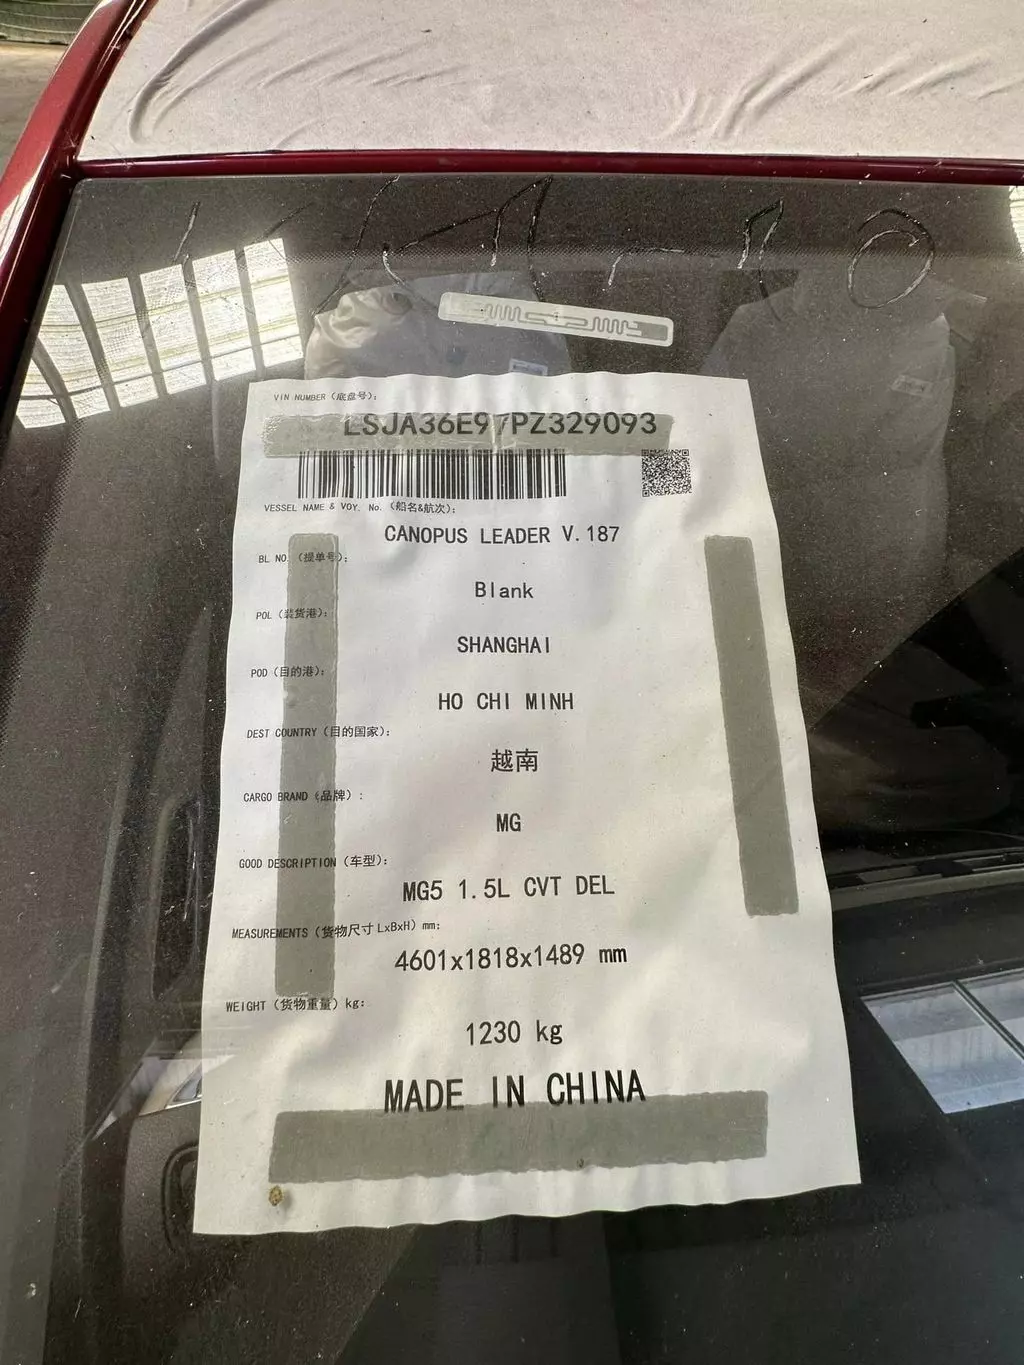 VIN NUMBER (底盘号):
LSJA36E97PZ329093
VESSEL NAME & VOY. No. (船名&航次):
CANOPUS LEADER V.187
BL NO. (提单号):
Blank
POL (装货港):
SHANGHAI
POD (目的港):
HO CHI MINH
DEST COUNTRY (目的国家):
越南
CARGO BRAND (品牌) :
MG
GOOD DESCRIPTION (车型):
MG5 1.5L CVT DEL
MEASUREMENTS (货物尺寸 LxBxH) mm:
4601x1818x1489 mm
WEIGHT (货物重量) kg:
1230 kg
MADE IN CHINA